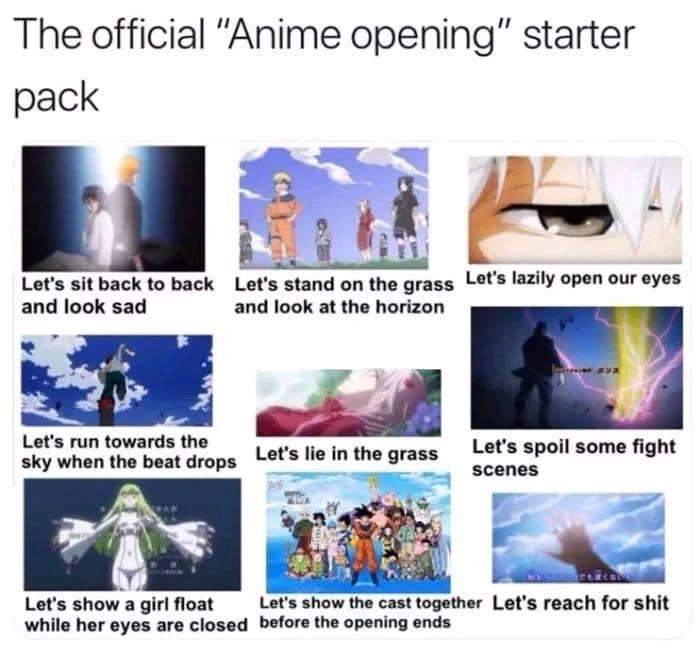 The official "Anime opening" starter
pack
Let's sit back to back
and look sad
Let's stand on the grass
and look at the horizon
Let's lazily open our eyes
Let's run towards the
sky when the beat drops
Let's lie in the grass
Let's spoil some fight
scenes
Let's show a girl float
while her eyes are closed
Let's show the cast together
before the opening ends
Let's reach for shit